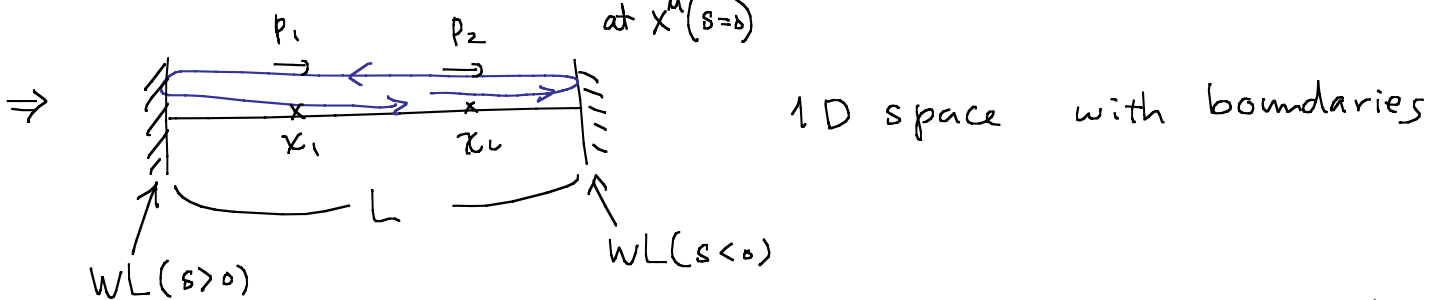 at x^μ(s=0)
p₁ p₂
⇒
1D space with boundaries
x₁ x₂
L
WL(s>0) WL(s<0)